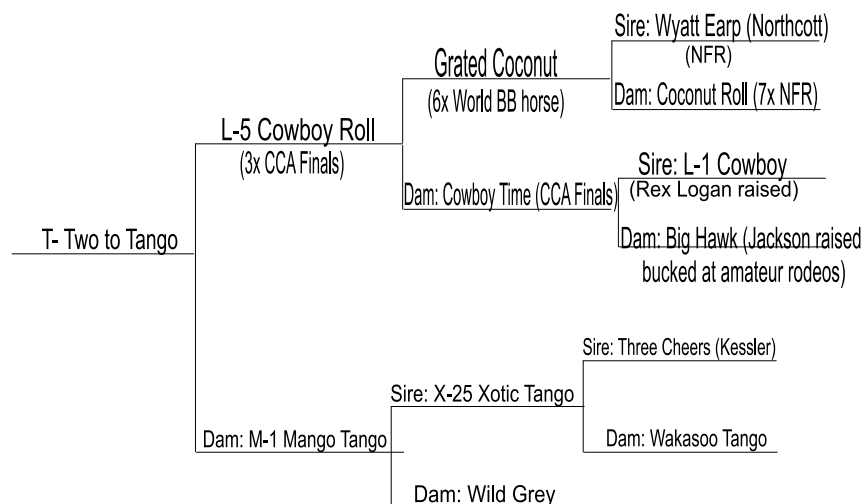 Sire: Wyatt Earp (Northcott)
(NFR)
Grated Coconut
(6x World BB horse)
Dam: Coconut Roll (7x NFR)
L-5 Cowboy Roll
(3x CCA Finals)
Sire: L-1 Cowboy
(Rex Logan raised)
Dam: Cowboy Time (CCA Finals)
T- Two to Tango
Dam: Big Hawk (Jackson raised
bucked at amateur rodeos)
Sire: Three Cheers (Kessler)
Sire: X-25 Xotic Tango
Dam: M-1 Mango Tango
Dam: Wakasoo Tango
Dam: Wild Grey